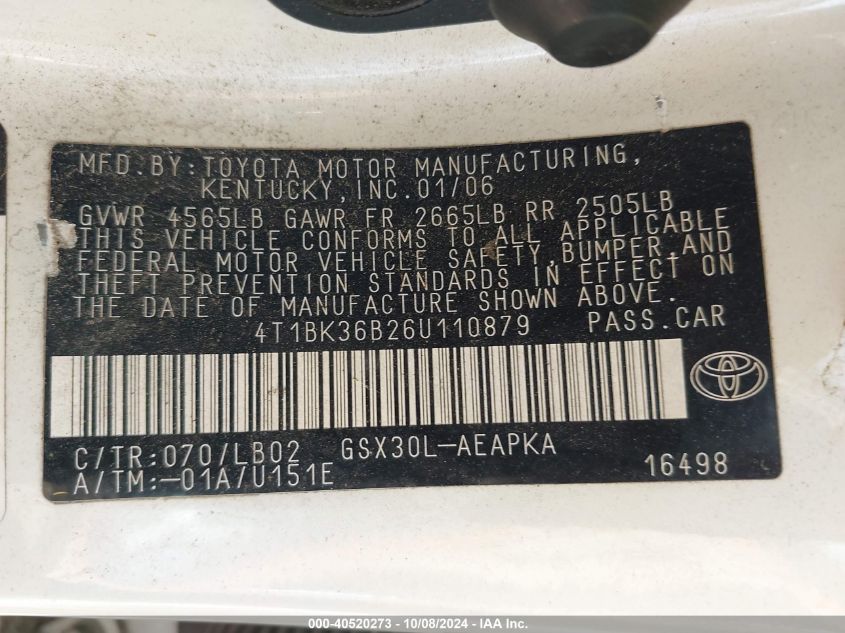 MFD.BY:TOYOTA MOTOR MANUFACTURING,
KENTUCKY,INC.01/06
GVWR 4565LB GAWR FR 2665LB RR 2505LB
THIS VEHICLE CONFORMS TO ALL APPLICABLE
FEDERAL MOTOR VEHICLE SAFETY,BUMPER,AND
THEFT PREVENTION STANDARDS IN EFFECT ON
THE DATE OF MANUFACTURE SHOWN ABOVE.
4T1BK36B26U110879 PASS.CAR
C/TR:070/LB02 GSX30L-AEAPKA
A/TM:-01A/U151E 16498
000-40520273 - 10/08/2024 - IAA Inc.